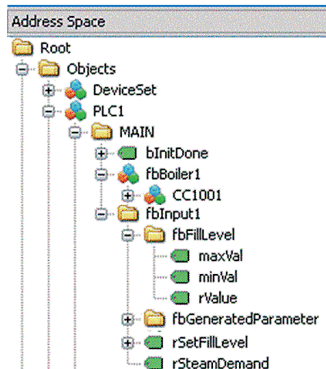 Address Space
Root
Objects
DeviceSet
PLC1
MAIN
bInitDone
fbBoiler1
CC1001
fbInput1
fbFillLevel
maxVal
minVal
rValue
fbGeneratedParameter
rSetFillLevel
rSteamDemand